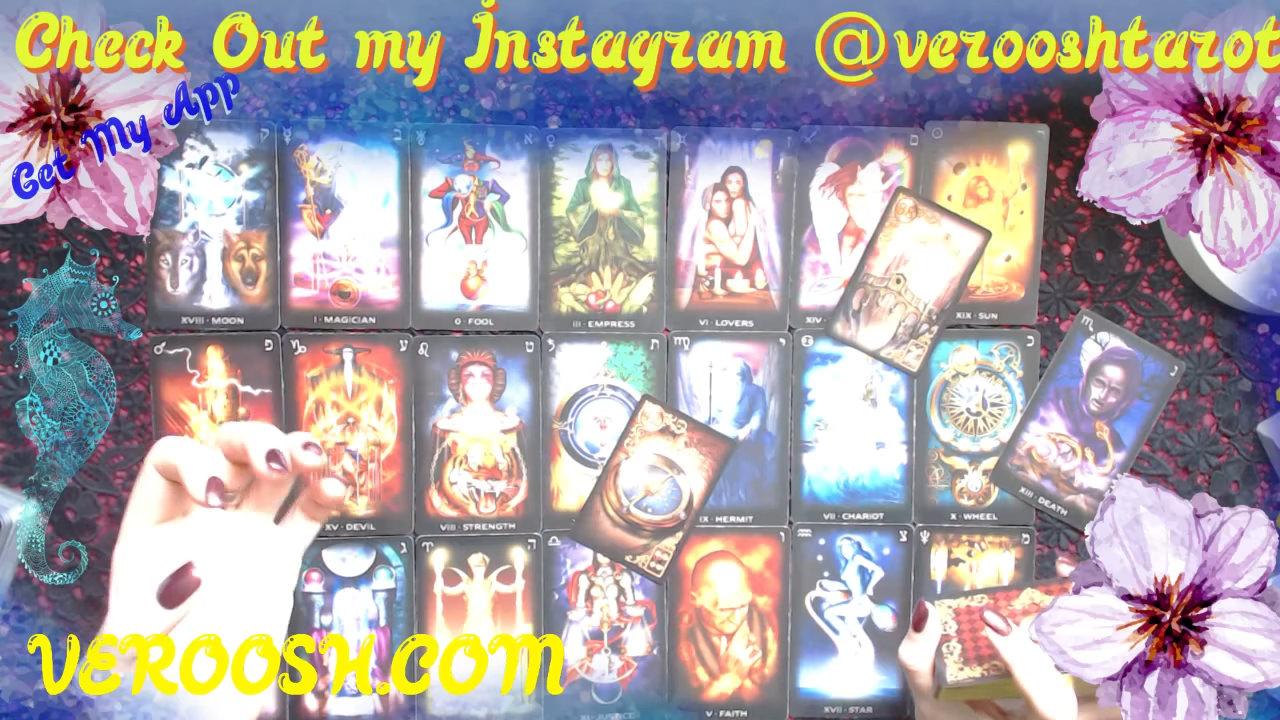 Check Out my Instagram @verooshtarot
Get My App
XVIII · MOON
I · MAGICIAN
0 · FOOL
III · EMPRESS
VI · LOVERS
XIV
XIX · SUN
XV · DEVIL
VIII · STRENGTH
IX · HERMIT
VII · CHARIOT
X · WHEEL
XIII · DEATH
V · FAITH
XVII · STAR
VEROOSH.COM